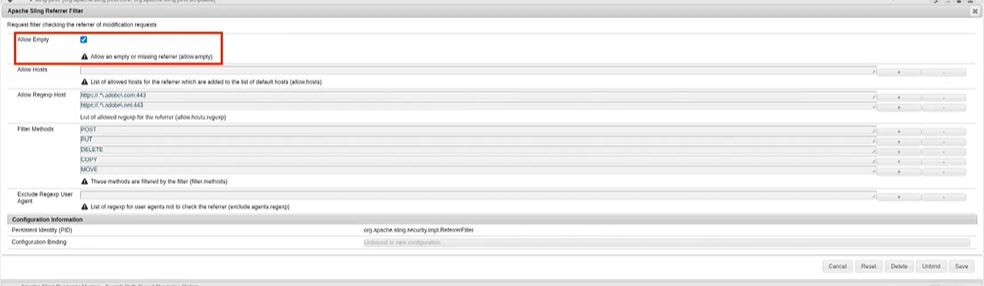 Apache Sling Referrer Filter
Request filter checking the referrer of modification requests
Allow Empty
Allow an empty or missing referrer (allow.empty)
Allow Hosts
List of allowed hosts for the referrer which are added to the list of default hosts (allow.hosts)
Allow Regexp Host
https://.*\.adobe\.com:443
https://.*\.adobe\.net:443
List of allowed regexp for the referrer (allow.hosts.regexp)
Filter Methods
POST
PUT
DELETE
COPY
MOVE
These methods are filtered by the filter (filter.methods)
Exclude Regexp User
Agent
List of regexp for user agents not to check the referrer (exclude.agents.regexp)
Configuration Information
Persistent Identity (PID) org.apache.sling.security.impl.ReferrerFilter
Configuration Binding Unbound or new configuration
Cancel Reset Delete Unbind Save